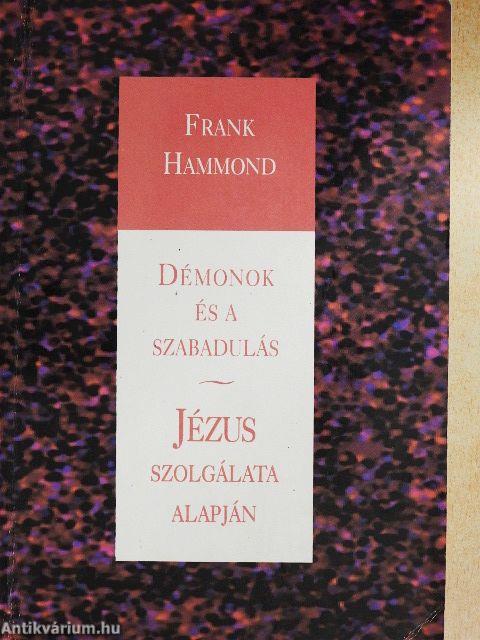 FRANK
HAMMOND
DÉMONOK
ÉS A
SZABADULÁS
~
JÉZUS
SZOLGÁLATA
ALAPJÁN
Antikvárium.hu